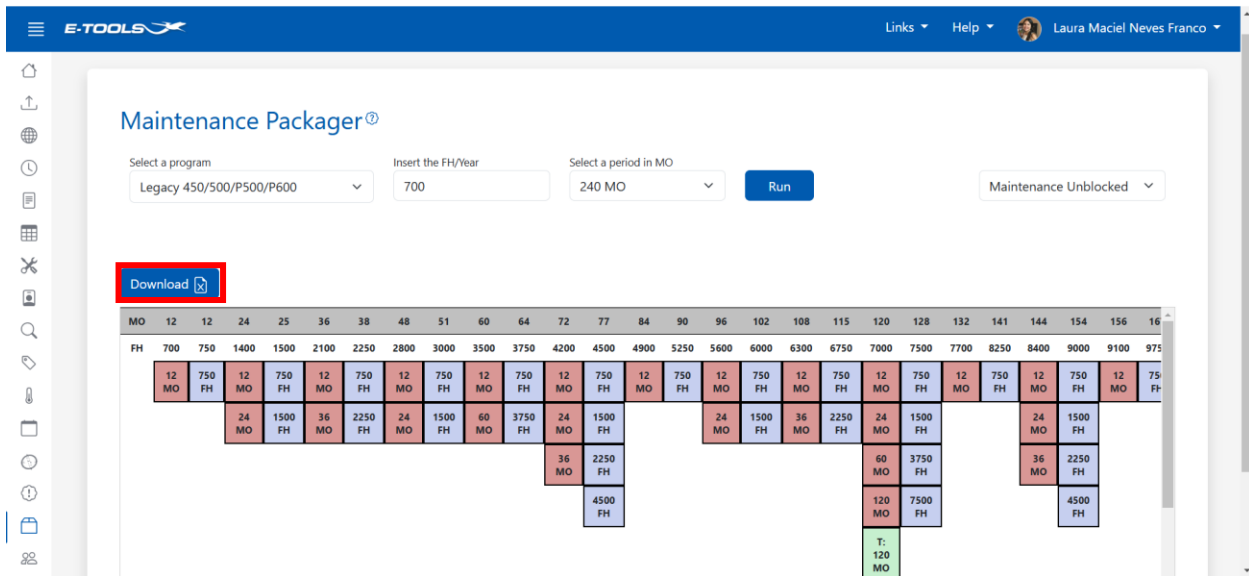 E-TOOLS Links Help Laura Maciel Neves Franco
Maintenance Packager
Select a program Insert the FH/Year Select a period in MO
Legacy 450/500/P500/P600 700 240 MO Run Maintenance Unblocked
Download
MO 12 12 24 25 36 38 48 51 60 64 72 77 84 90 96 102 108 115 120 128 132 141 144 154 156
FH 700 750 1400 1500 2100 2250 2800 3000 3500 3750 4200 4500 4900 5250 5600 6000 6300 6750 7000 7500 7700 8250 8400 9000 9100
12 750 12 750 12 750 12 750 12 750 12 750 12 750 12 750 12 750 12 750 12 750 12 750 12
MO FH MO FH MO FH MO FH MO FH MO FH MO FH MO FH MO FH MO FH MO FH MO FH MO
24 1500 36 2250 24 1500 60 3750 24 1500 24 1500 36 2250 24 1500 24 1500
MO FH MO FH MO FH MO FH MO FH MO FH MO FH MO FH MO FH
36 2250 60 3750 36 2250
MO FH MO FH MO FH
4500 120 7500 4500
FH MO FH FH
T:
120
MO